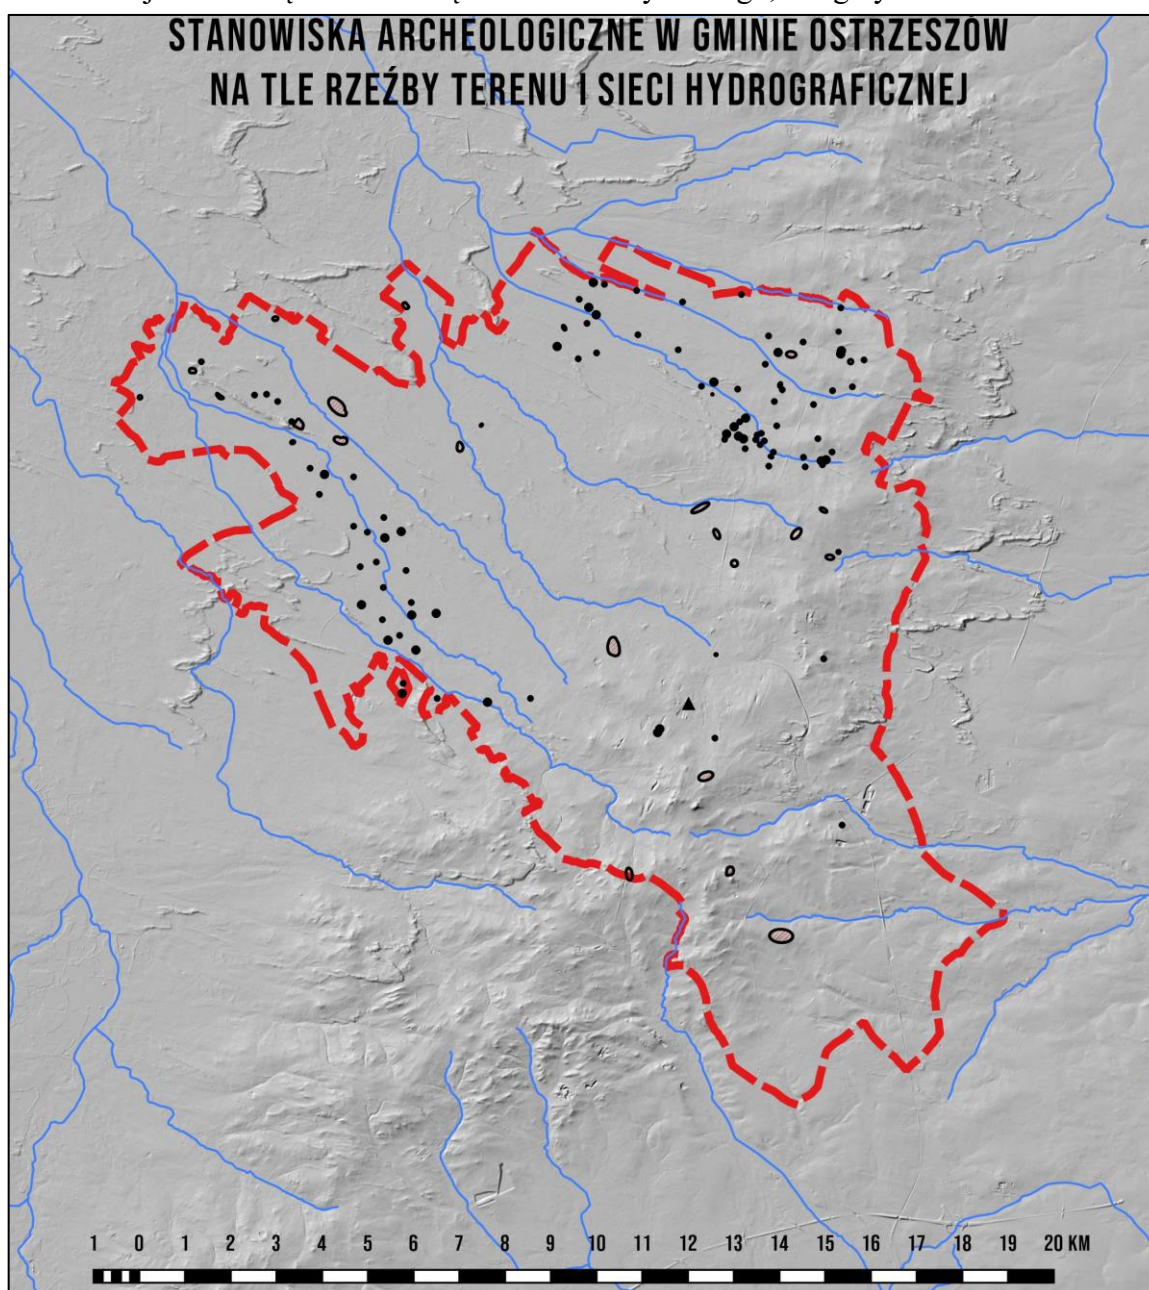 STANOWISKA ARCHEOLOGICZNE W GMINIE OSTRZESZÓW
NA TLE RZEŹBY TERENU I SIECI HYDROGRAFICZNEJ
1 0 1 2 3 4 5 6 7 8 9 10 11 12 13 14 15 16 17 18 19 20 KM